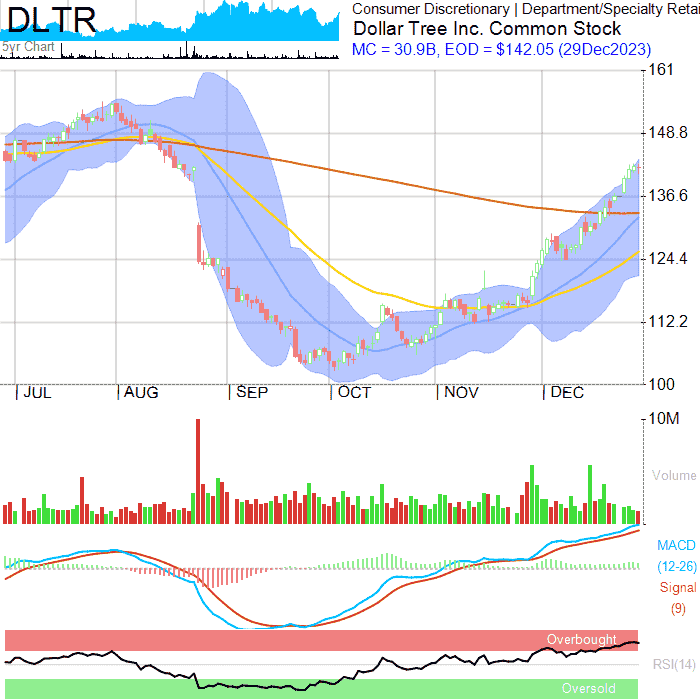 DLTR
5yr Chart
Consumer Discretionary | Department/Specialty Retai
Dollar Tree Inc. Common Stock
MC = 30.9B, EOD = $142.05 (29Dec2023)
161
148.8
136.6
124.4
112.2
100
JUL AUG SEP OCT NOV DEC
10M
Volume
MACD
(12-26)
Signal
(9)
Overbought
RSI(14)
Oversold